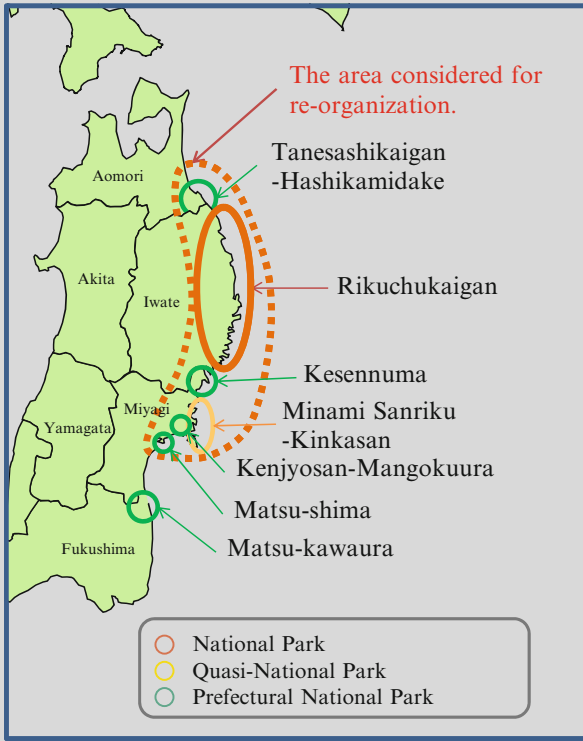 The area considered for
re-organization.
Tanesashikaigan
-Hashikamidake
Aomori
Akita
Iwate
Rikuchukaigan
Kesennuma
Miyagi
Minami Sanriku
-Kinkasan
Yamagata
Kenjyosan-Mangokuura
Matsu-shima
Matsu-kawaura
Fukushima
National Park
Quasi-National Park
Prefectural National Park